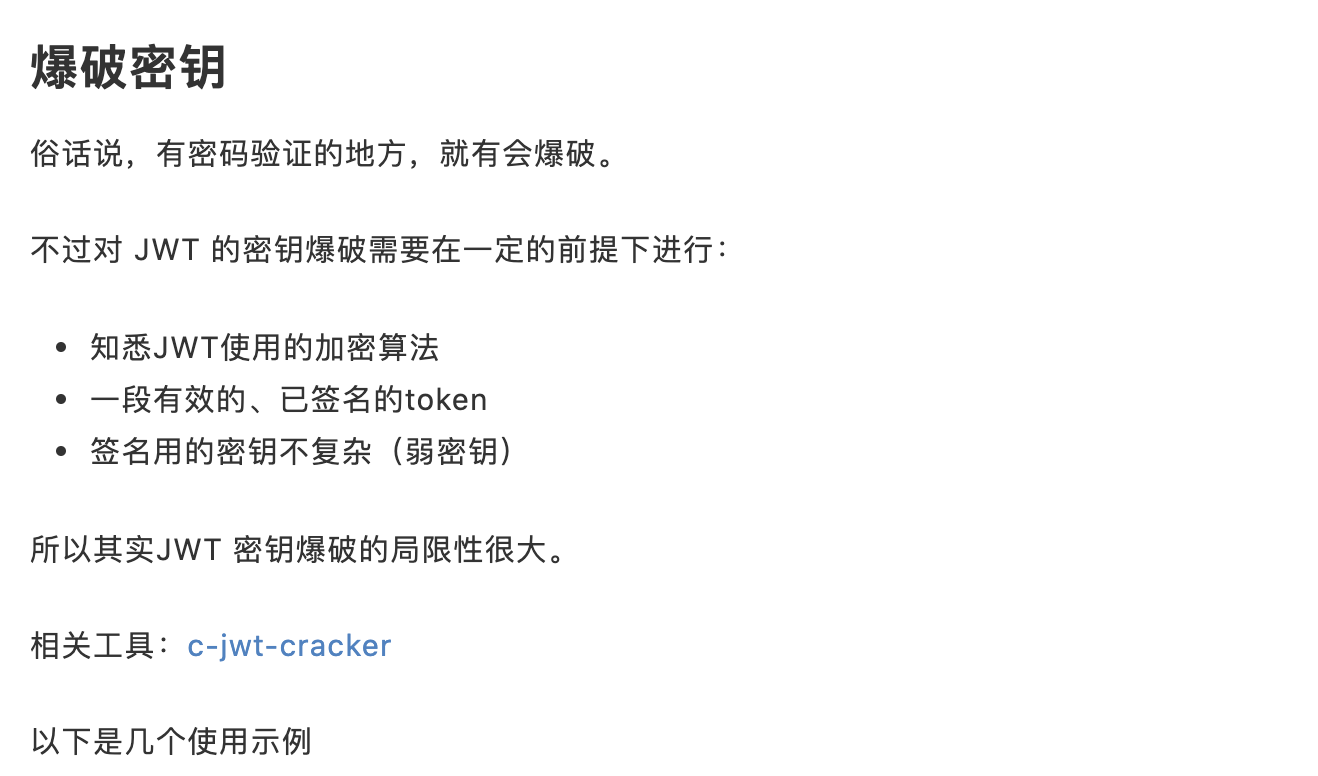 爆破密钥
俗话说，有密码验证的地方，就有会爆破。
不过对 JWT 的密钥爆破需要在一定的前提下进行：
• 知悉JWT使用的加密算法
• 一段有效的、已签名的token
• 签名用的密钥不复杂（弱密钥）
所以其实JWT 密钥爆破的局限性很大。
相关工具：c-jwt-cracker
以下是几个使用示例